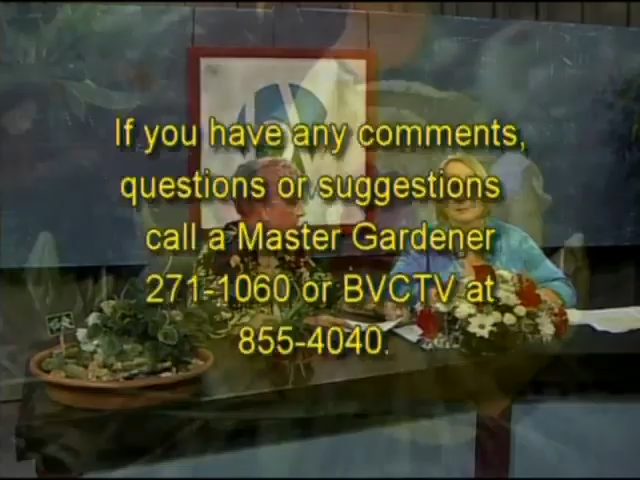 If you have any comments,
questions or suggestions
call a Master Gardener
271-1060 or BVCTV at
855-4040.